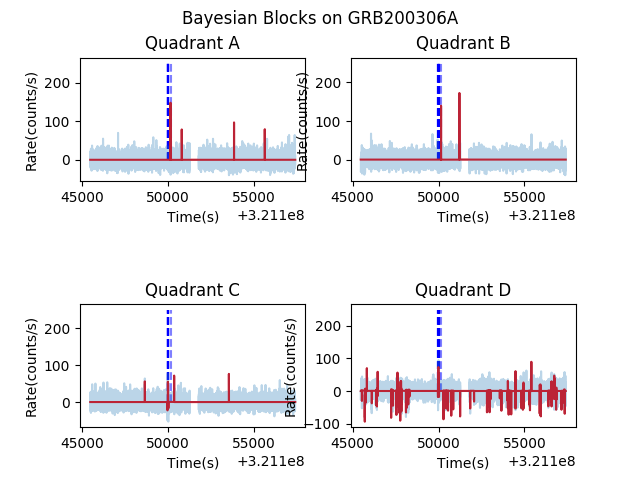 Bayesian Blocks on GRB200306A
Quadrant A
Quadrant B
Rate(counts/s)
200
100
0
45000 50000 55000
Time(s)
+3.211e8
Rate(counts/s)
200
100
0
45000 50000 55000
Time(s)
+3.211e8
Quadrant C
Quadrant D
Rate(counts/s)
200
100
0
45000 50000 55000
Time(s)
+3.211e8
Rate(counts/s)
200
100
0
−100
45000 50000 55000
Time(s)
+3.211e8